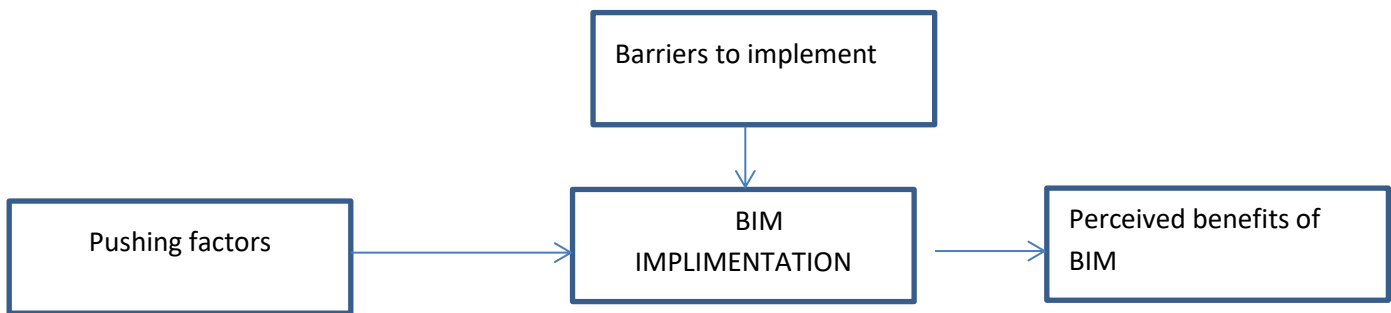 Barriers to implement
Pushing factors
BIM
IMPLIMENTATION
Perceived benefits of
BIM